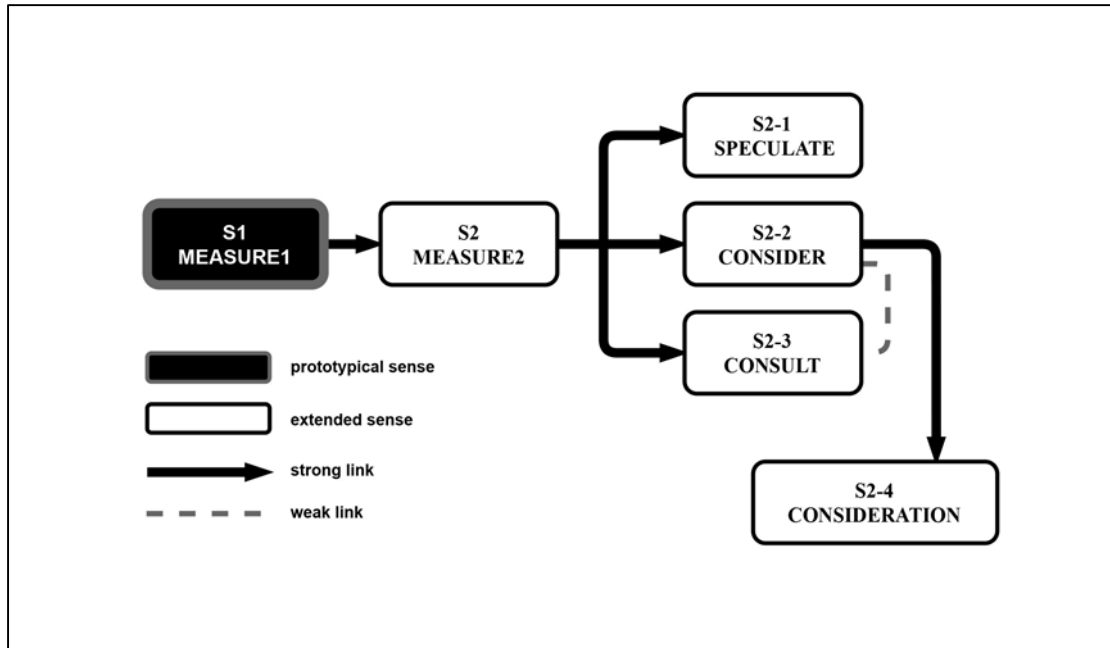 S2-1
SPECULATE
S1
MEASURE1
S2
MEASURE2
S2-2
CONSIDER
S2-3
CONSULT
S2-4
CONSIDERATION
prototypical sense
extended sense
strong link
weak link